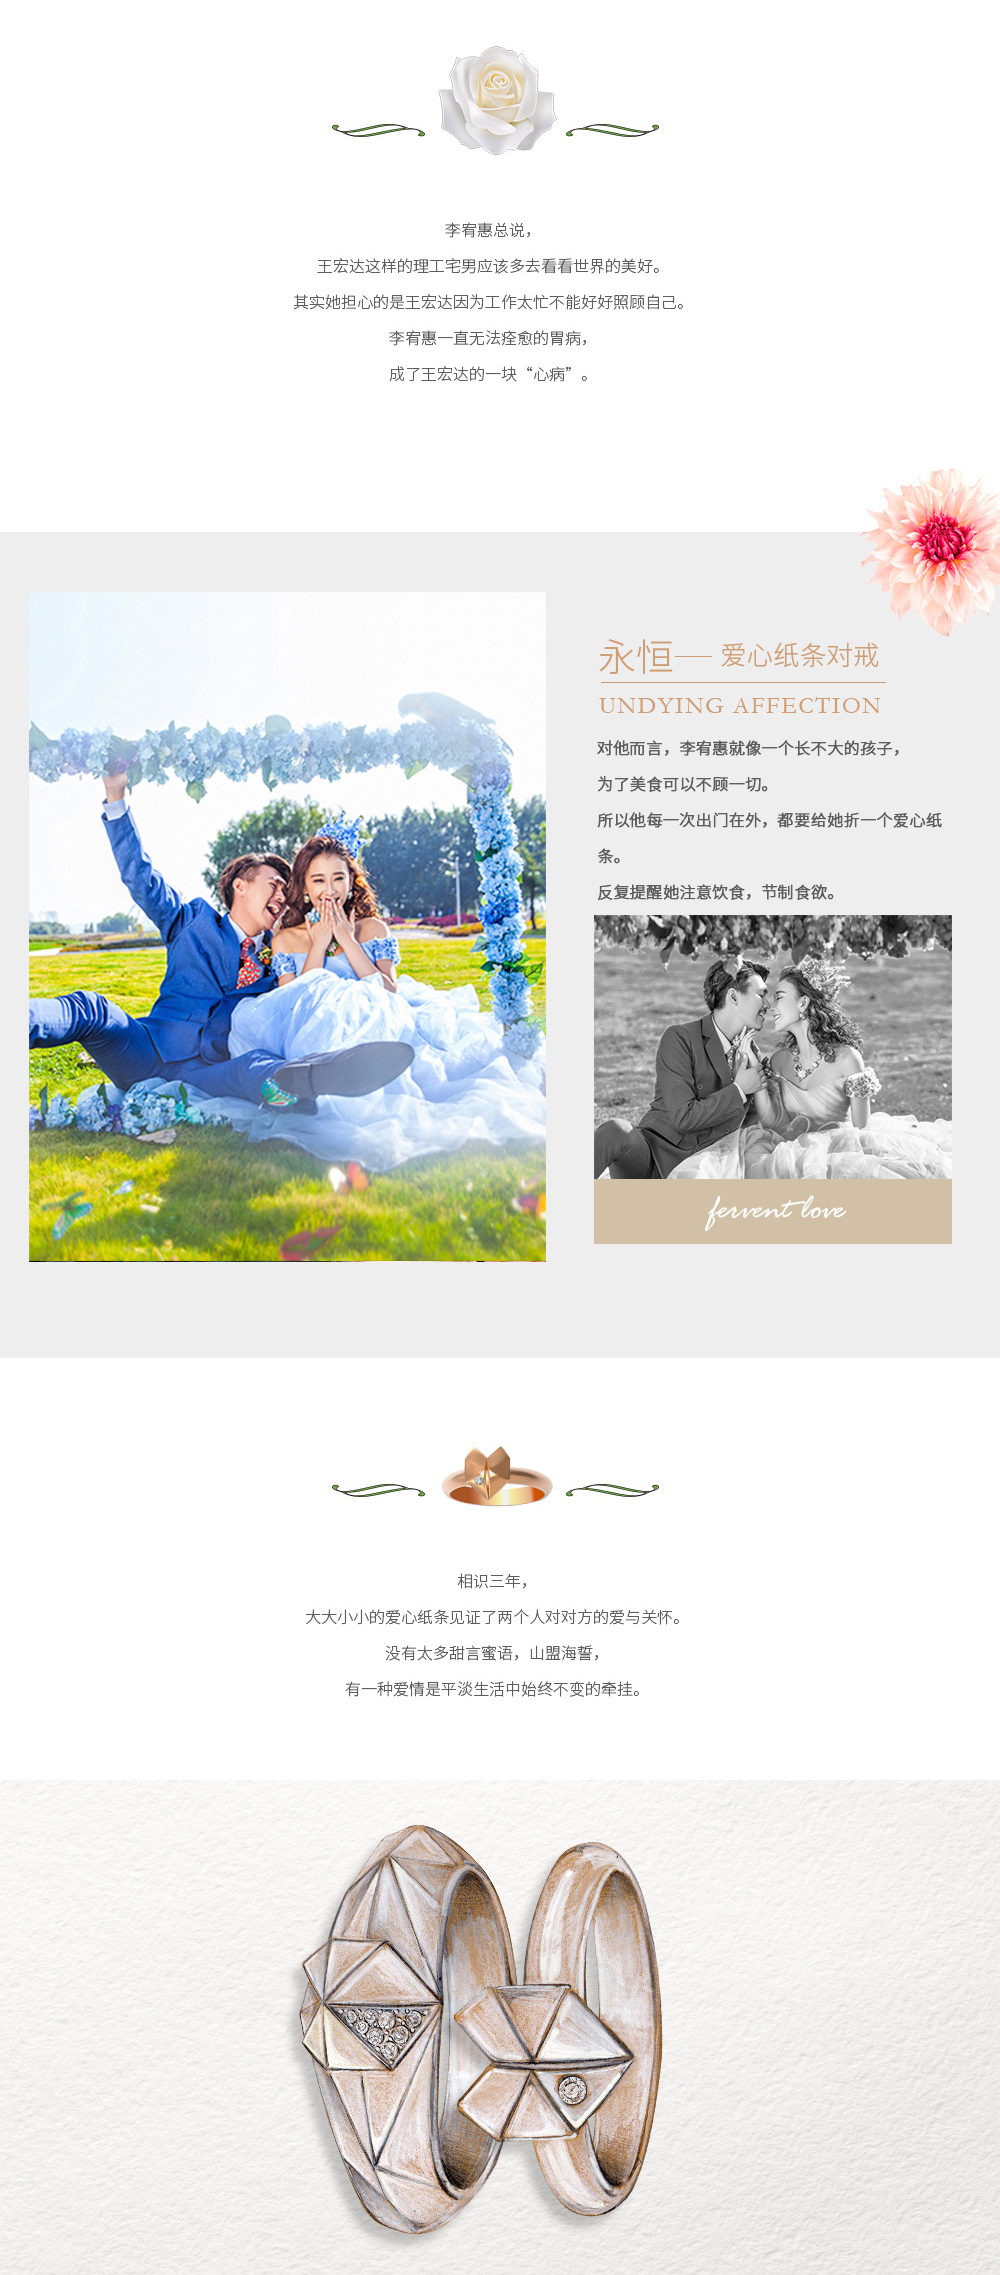 李宥惠总说，
王宏达这样的理工宅男应该多去看看世界的美好。
其实她担心的是王宏达因为工作太忙不能好好照顾自己。
李宥惠一直无法痊愈的胃病，
成了王宏达的一块“心病”。
永恒——爱心纸条对戒
UNDYING AFFECTION
对他而言，李宥惠就像一个长不大的孩子，
为了美食可以不顾一切。
所以他每一次出门在外，都要给她折一个爱心纸
条。
反复提醒她注意饮食，节制食欲。
fervent love
相识三年，
大大小小的爱心纸条见证了两个人对对方的爱与关怀。
没有太多甜言蜜语，山盟海誓，
有一种爱情是平淡生活中始终不变的牵挂。